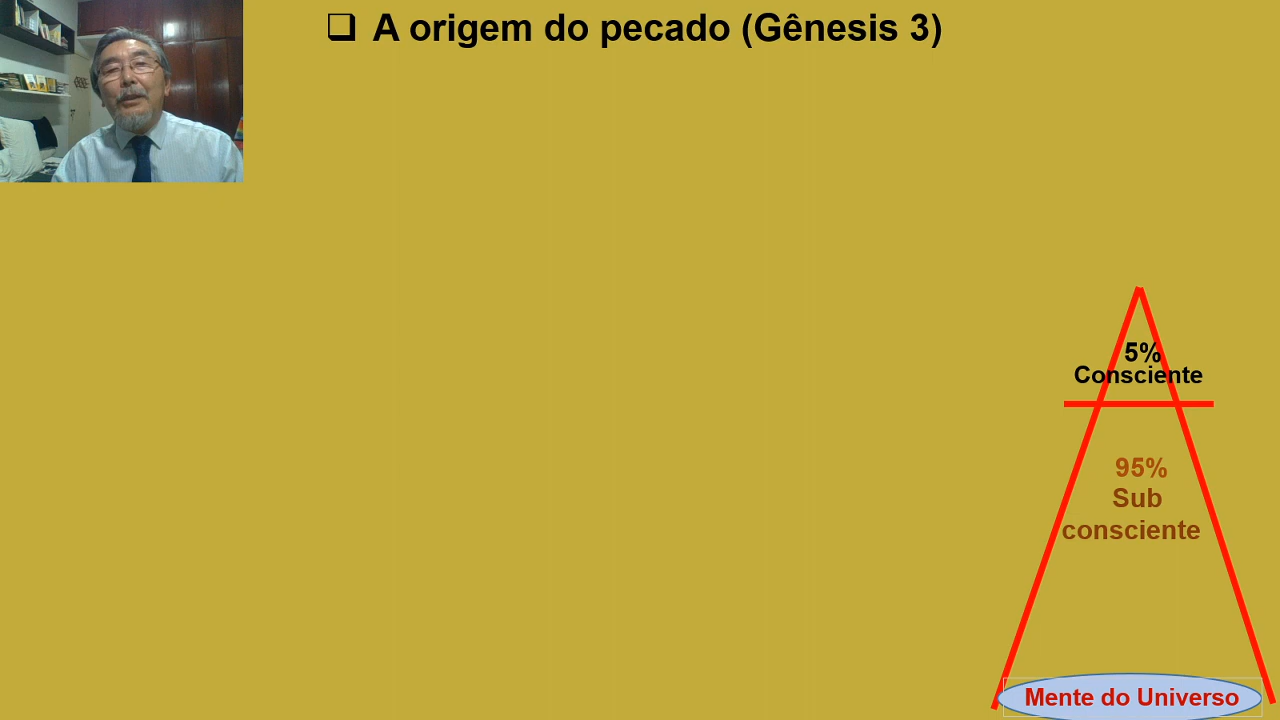 A origem do pecado (Gênesis 3)
5%
Consciente
95%
Sub
consciente
Mente do Universo